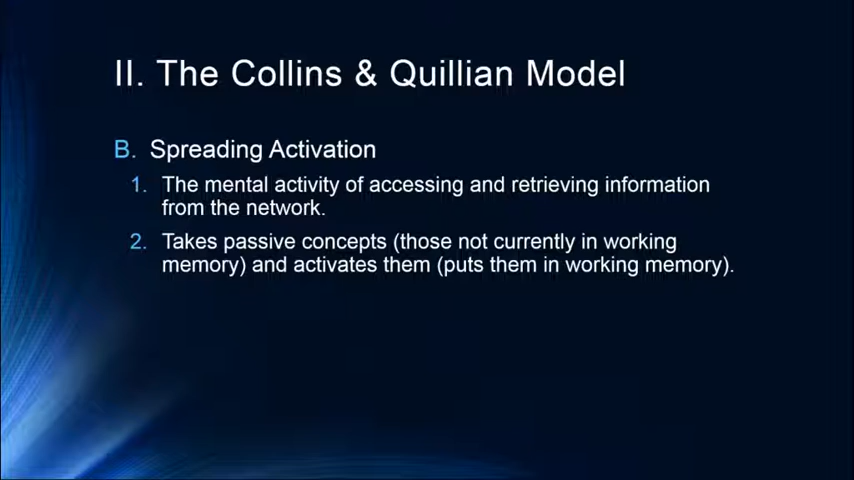 II. The Collins & Quillian Model
B. Spreading Activation
1. The mental activity of accessing and retrieving information
from the network.
2. Takes passive concepts (those not currently in working
memory) and activates them (puts them in working memory).